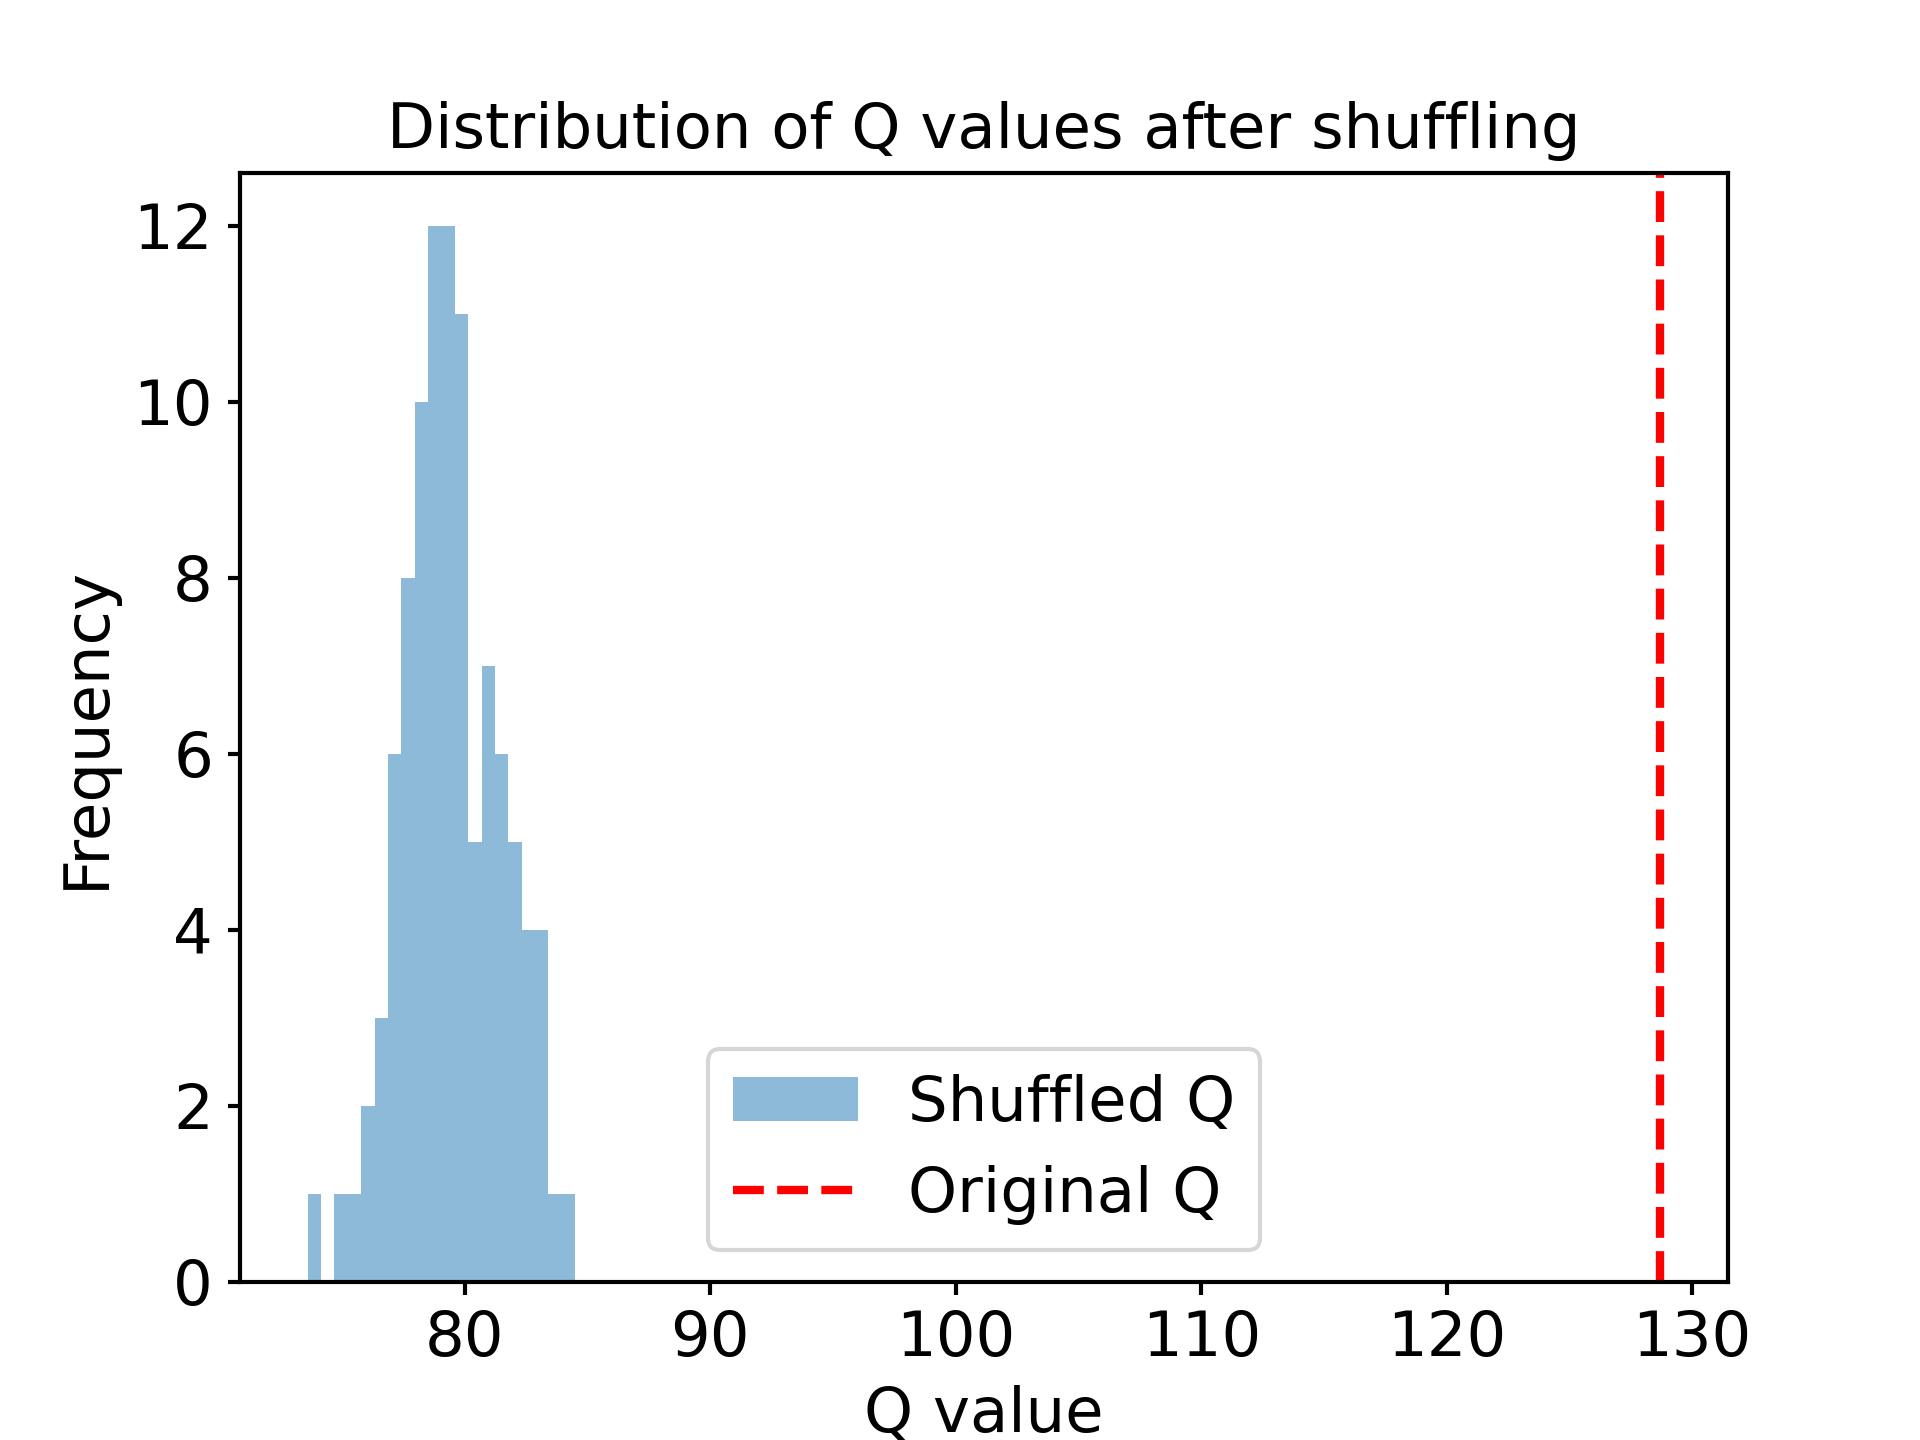 Distribution of Q values after shuffling
12
10
8
6
4
2
0
Frequency
Shuffled Q
Original Q
80 90 100 110 120 130
Q value